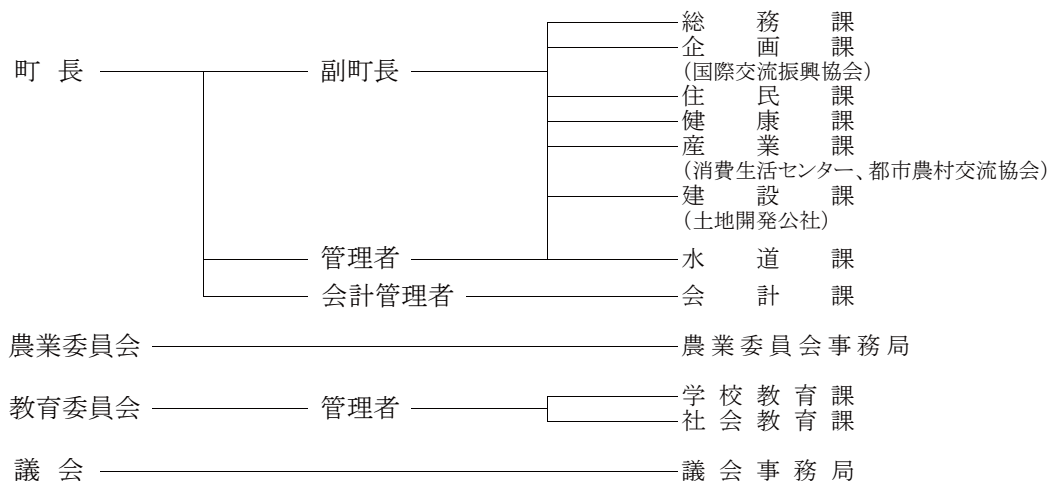 総務課
企画課
町長 副町長 (国際交流振興協会)
住民課
健康課
産業課
(消費生活センター、都市農村交流協会)
建設課
(土地開発公社)
管理者 水道課
会計管理者 会計課
農業委員会 農業委員会事務局
学校教育課
教育委員会 管理者
社会教育課
議会 議会事務局